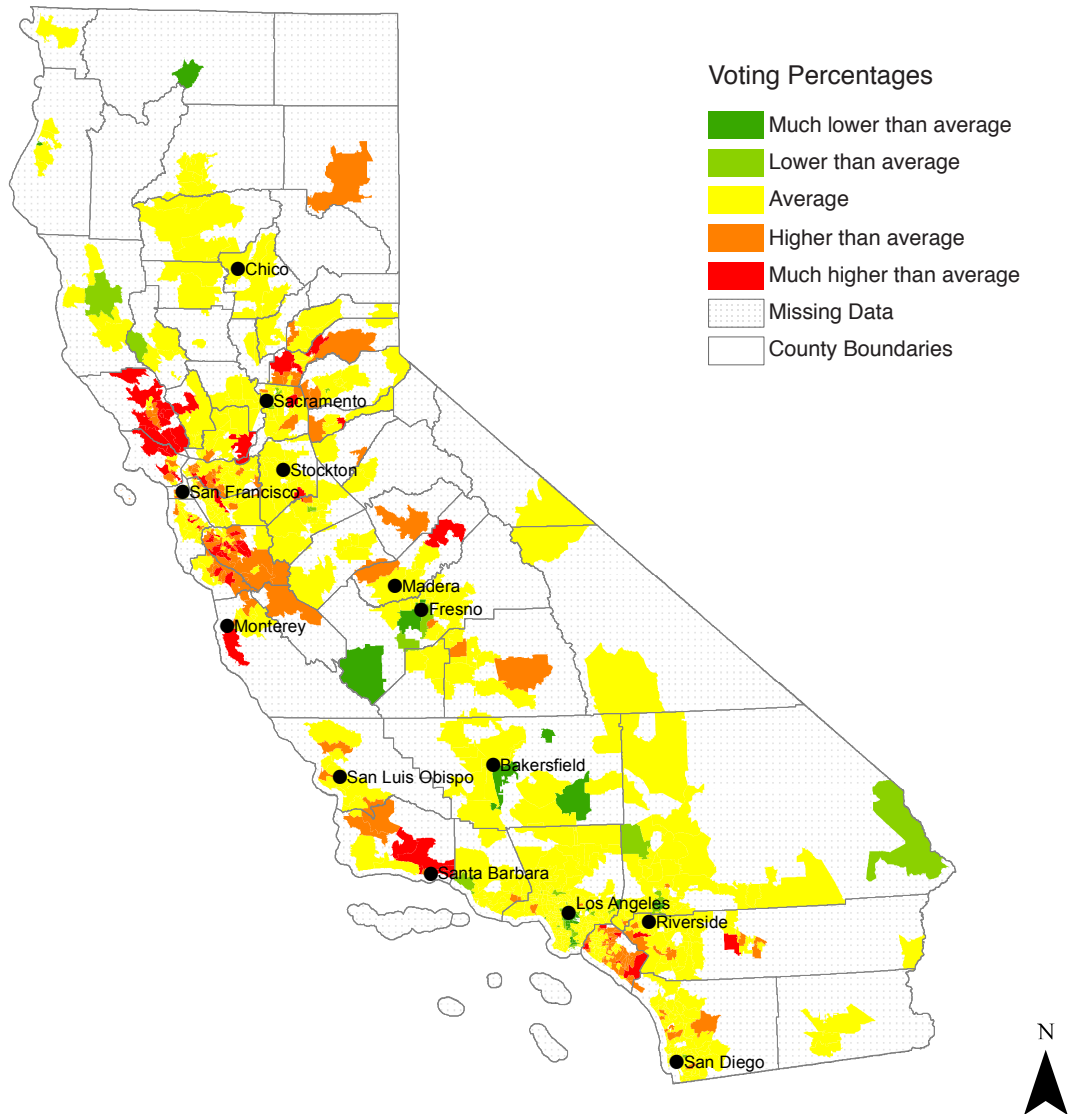 Voting Percentages
Much lower than average
Lower than average
Average
Higher than average
Much higher than average
Missing Data
County Boundaries
Chico
Sacramento
Stockton
San Francisco
Madera
Fresno
Monterey
Bakersfield
San Luis Obispo
Santa Barbara
Los Angeles
Riverside
N
San Diego